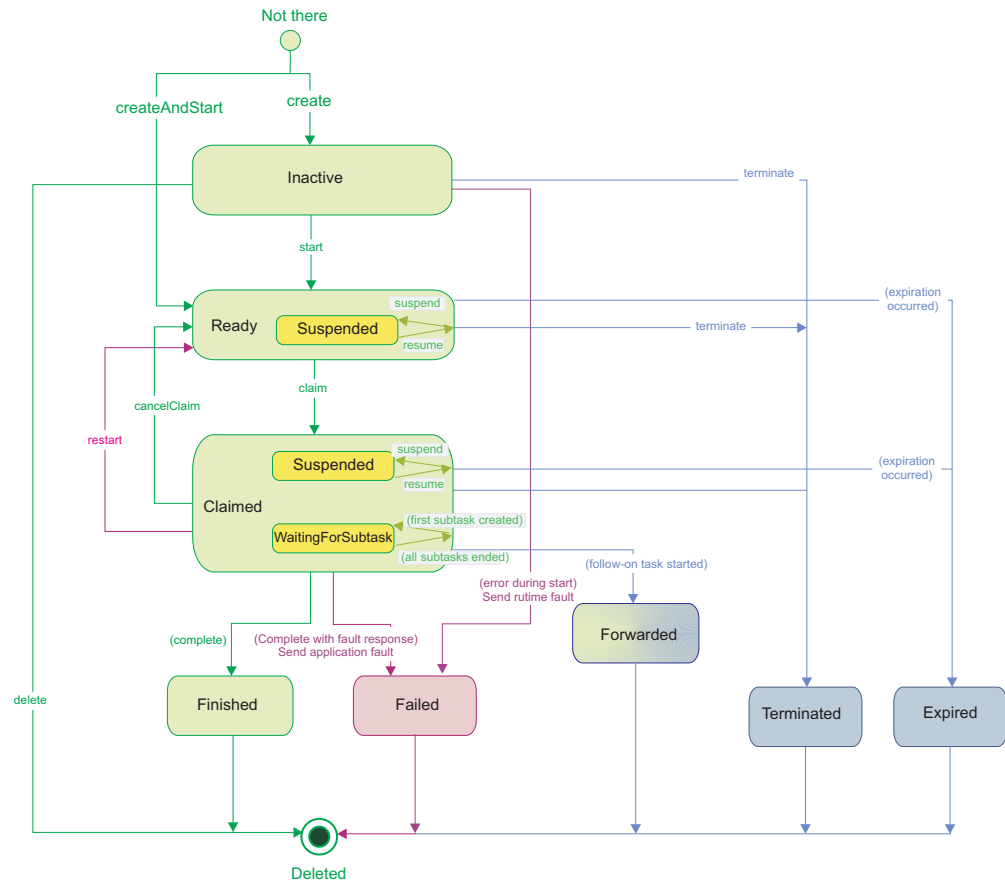 Not there
createAndStart
create
Inactive
terminate
start
suspend
(expiration
occurred)
Ready
Suspended
terminate
resume
claim
cancelClaim
restart
suspend
Suspended
(expiration
occurred)
resume
Claimed
(first subtask created)
WaitingForSubtask
(all subtasks ended)
(follow-on task started)
(error during start)
Send rutime fault
Forwarded
(complete)
(Complete with fault response)
Send application fault
delete
Finished
Failed
Terminated
Expired
Deleted